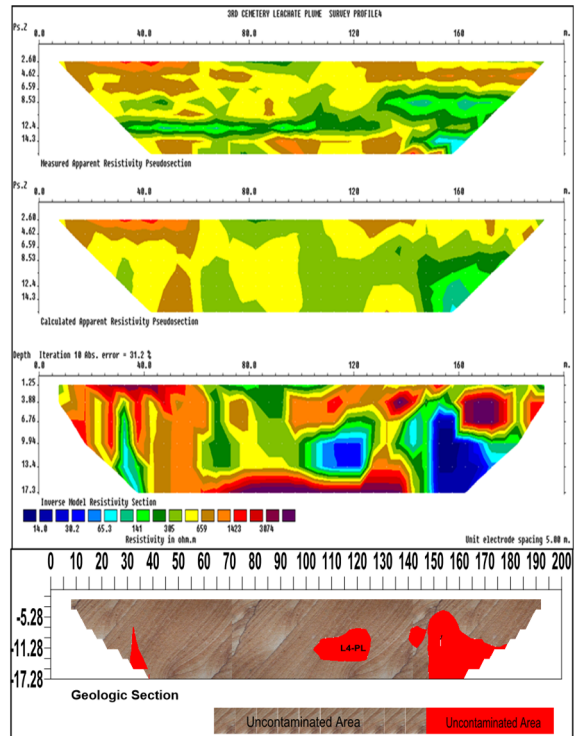 3RD CEMETERY LEACHATE PLUME SURVEY PROFILE4
Ps.2 0.0 40.0 80.0 120 160 m.
2.60
4.62
6.59
8.53
12.4
14.3
Measured Apparent Resistivity Pseudosection
Ps.2 0.0 40.0 80.0 120 160 m.
2.60
4.62
6.59
8.53
12.4
14.3
Calculated Apparent Resistivity Pseudosection
Depth Iteration 10 Abs. error = 31.2 %
0.0 40.0 80.0 120 160 m.
1.25
3.88
6.76
9.94
13.4
17.3
Inverse Model Resistivity Section
14.0 30.2 65.3 141 305 659 1423 3074
Resistivity in ohm.m Unit electrode spacing 5.00 m.
0 10 20 30 40 50 60 70 80 90 100 110 120 130 140 150 160 170 180 190 200
-5.28
-11.28
-17.28
L4-PL
Geologic Section
Uncontaminated Area Uncontaminated Area